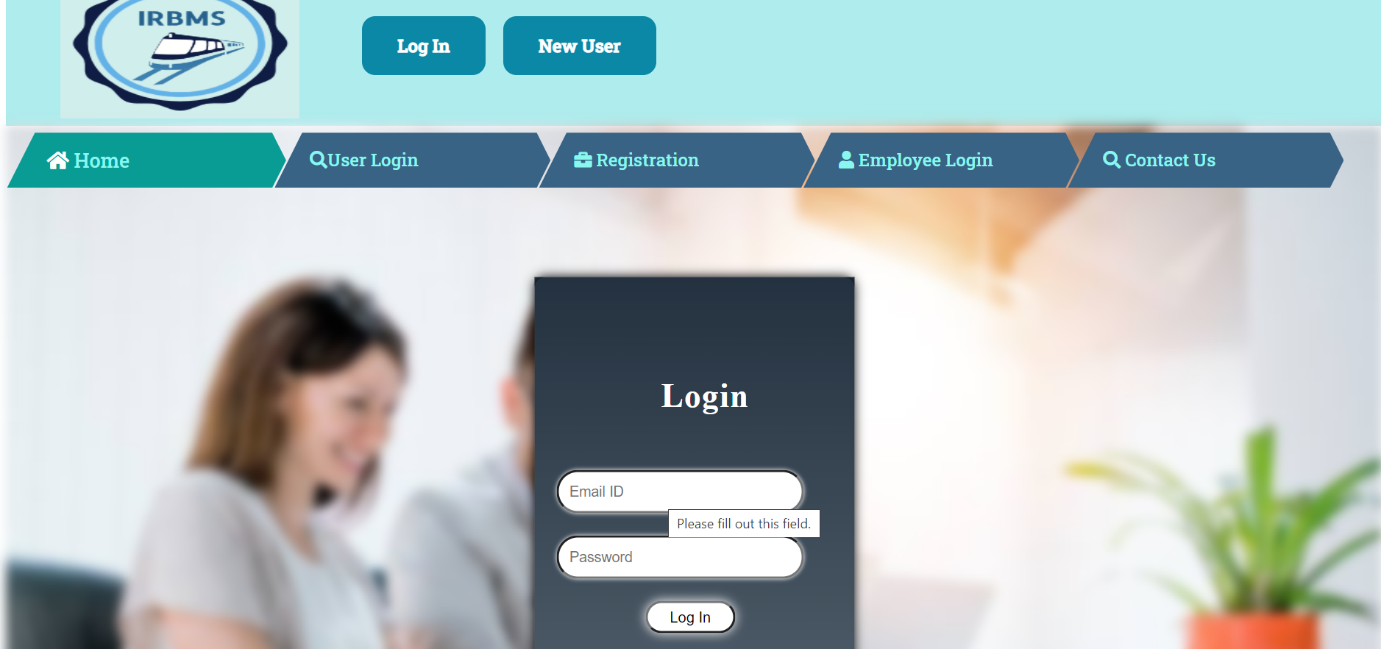 IRBMS
Log In
New User
Home
User Login
Registration
Employee Login
Contact Us
Login
Email ID
Please fill out this field.
Password
Log In